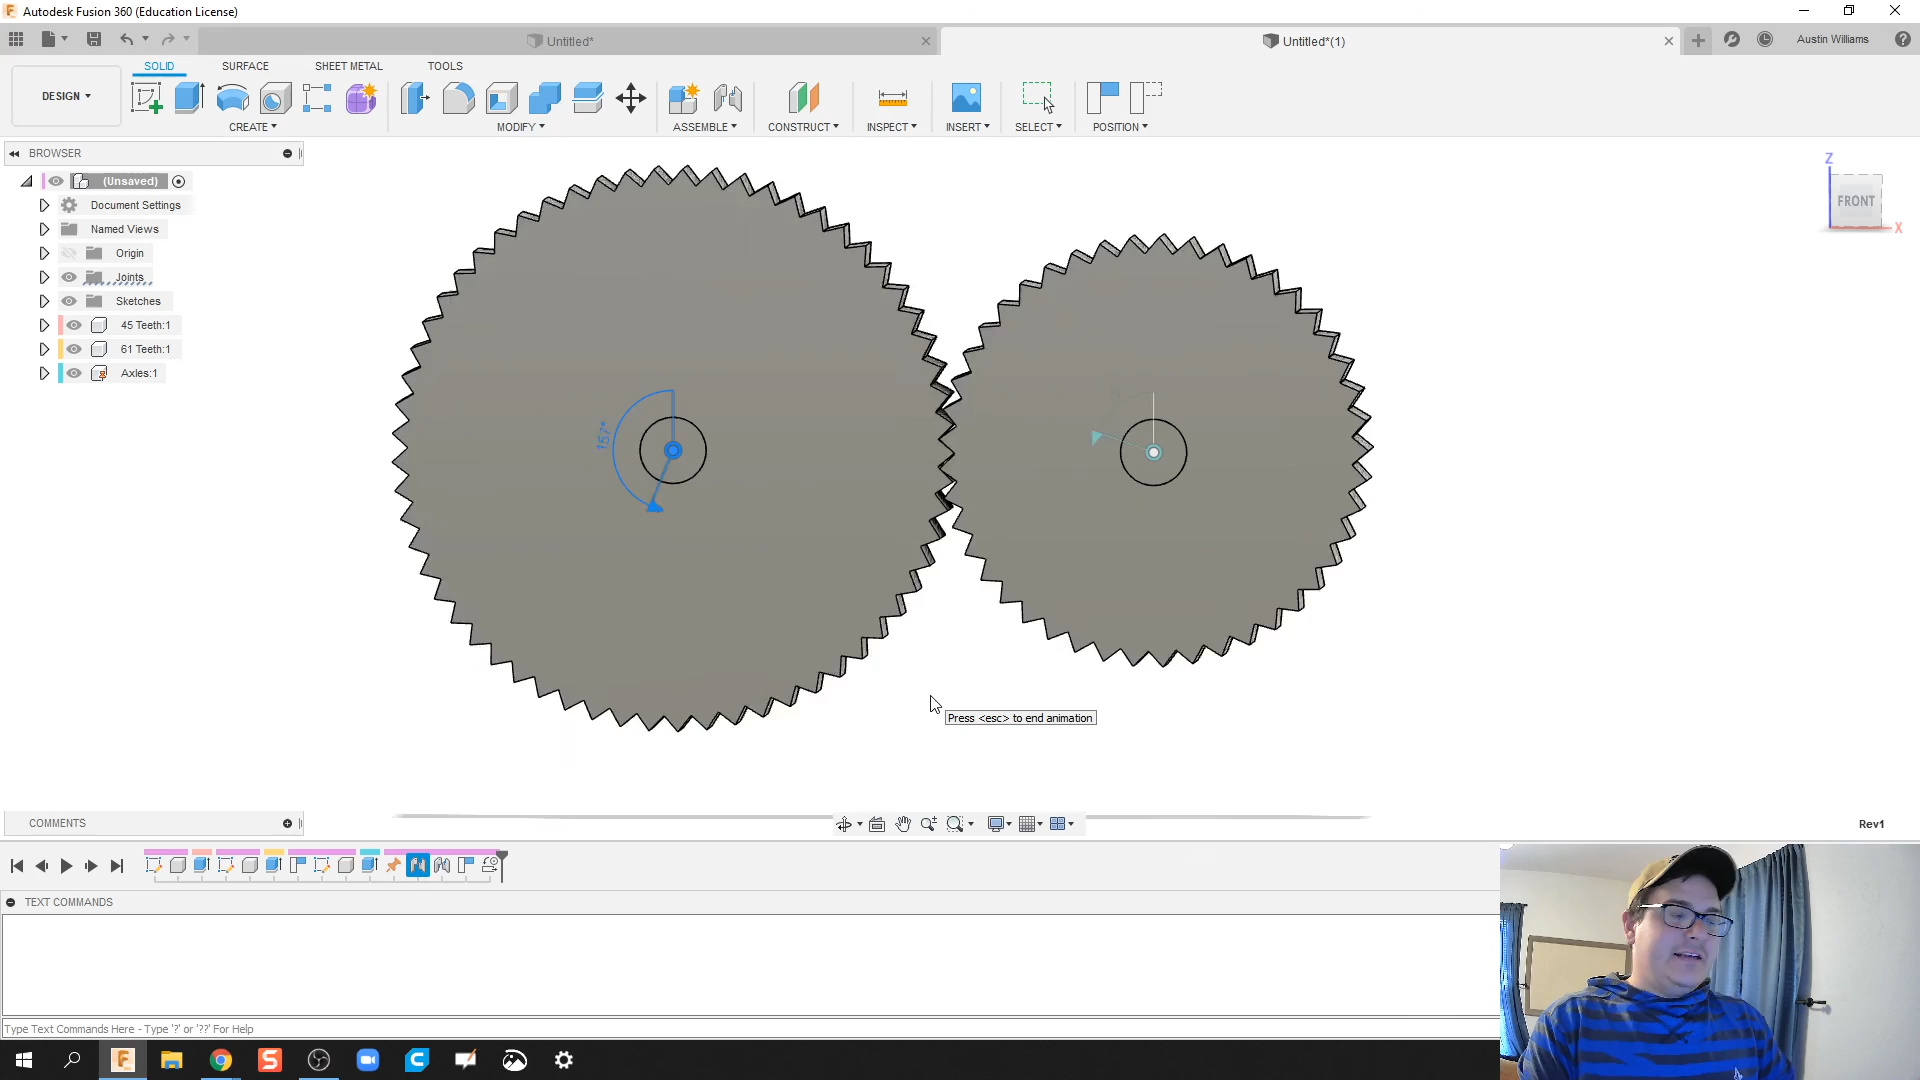 Autodesk Fusion 360 (Education License)
Untitled*
Untitled*(1)
Austin Williams
DESIGN
SOLID
SURFACE
SHEET METAL
TOOLS
CREATE
MODIFY
ASSEMBLE
CONSTRUCT
INSPECT
INSERT
SELECT
POSITION
BROWSER
(Unsaved)
Document Settings
Named Views
Origin
Joints
Sketches
45 Teeth:1
61 Teeth:1
Axles:1
Z
FRONT
X
157°
Press <esc> to end animation
COMMENTS
Rev1
TEXT COMMANDS
Type Text Commands Here - Type '?' or '??' For Help